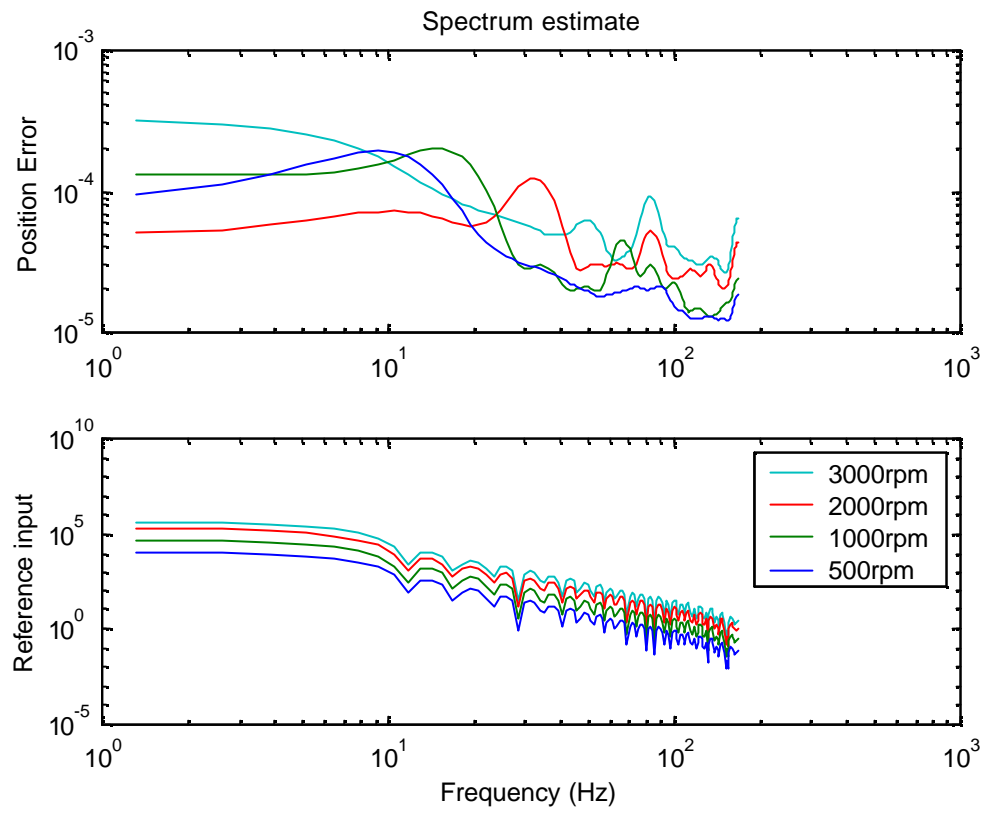 Spectrum estimate
Position Error
10^-3
10^-4
10^-5
10^0
10^1
10^2
10^3
Reference input
10^10
10^5
10^0
10^-5
3000rpm
2000rpm
1000rpm
500rpm
10^0
10^1
10^2
10^3
Frequency (Hz)